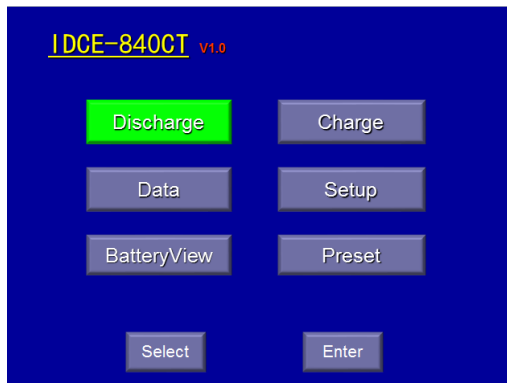 IDCE-840CT V1.0
Discharge Charge
Data Setup
BatteryView Preset
Select Enter